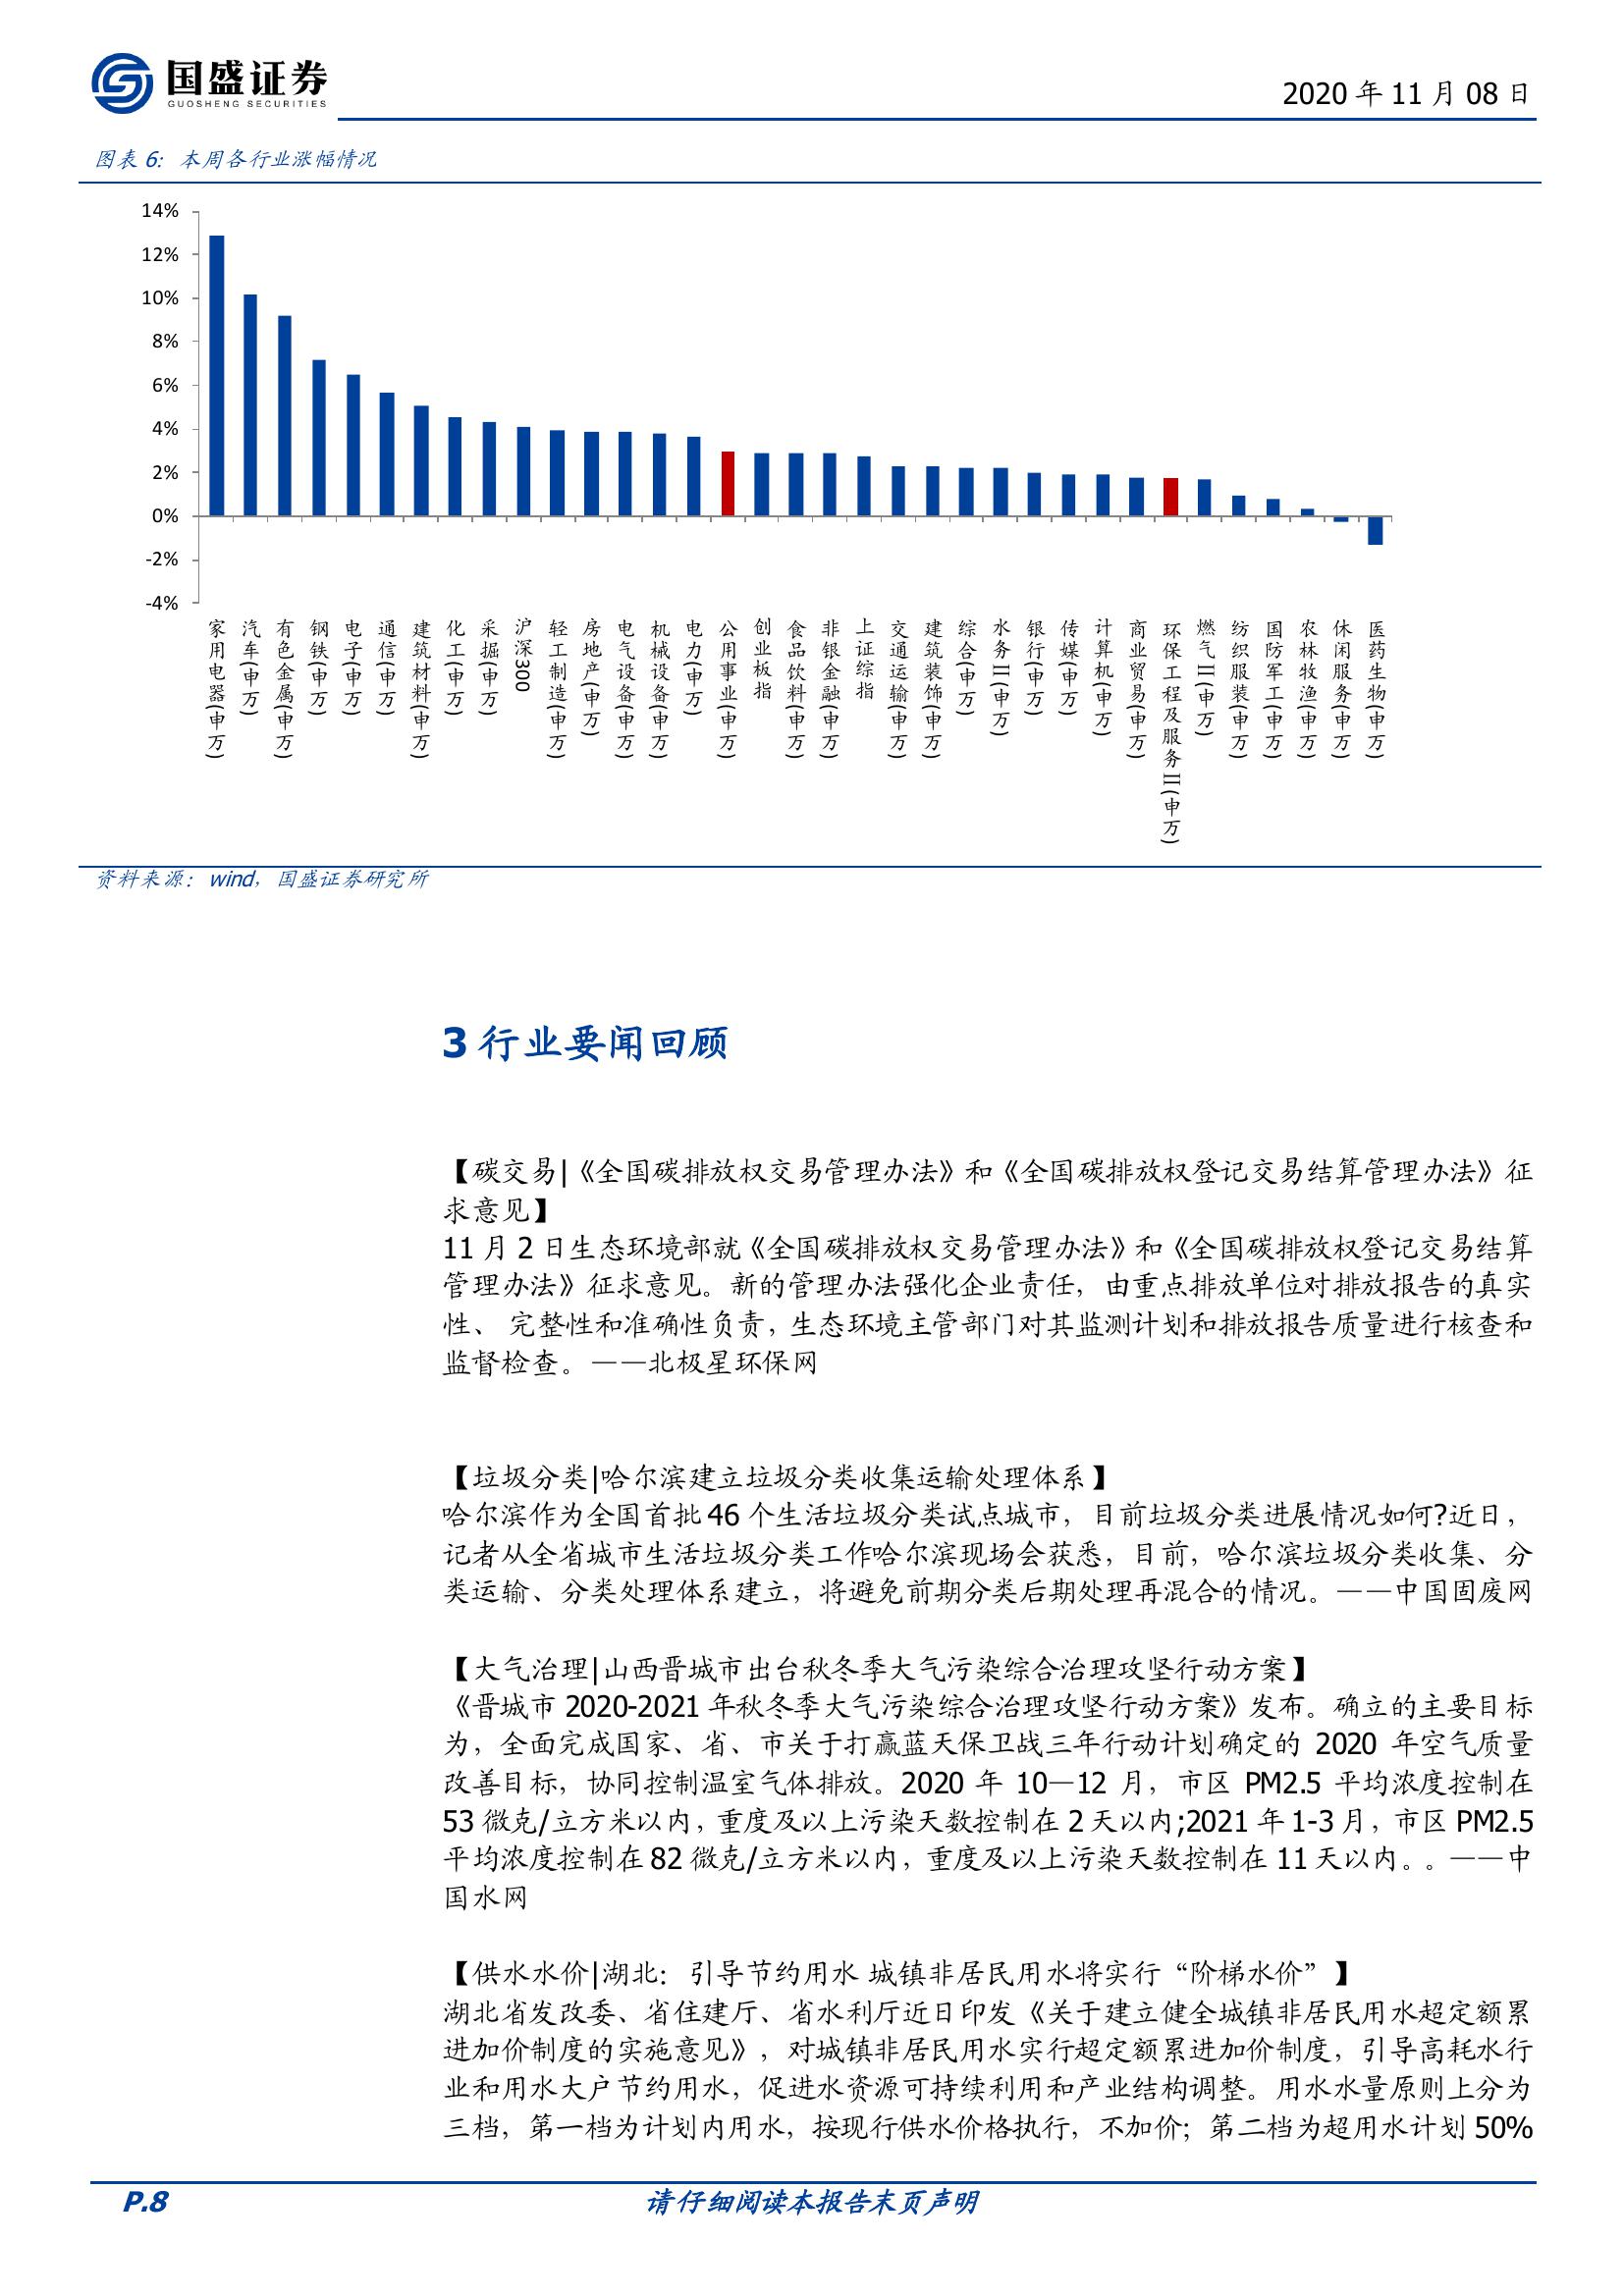 国盛证券
GUOSHENG SECURITIES
2020 年 11 月 08 日
图表 6：本周各行业涨幅情况
14%
12%
10%
8%
6%
4%
2%
0%
-2%
-4%
家用电器(申万)
汽车(申万)
有色金属(申万)
钢铁(申万)
电子(申万)
通信(申万)
建筑材料(申万)
化工(申万)
采掘(申万)
沪深300
轻工制造(申万)
房地产(申万)
电气设备(申万)
机械设备(申万)
电力(申万)
公用事业(申万)
创业板指
食品饮料(申万)
非银金融(申万)
上证综指
交通运输(申万)
建筑装饰(申万)
综合(申万)
水务II(申万)
银行(申万)
传媒(申万)
计算机(申万)
商业贸易(申万)
环保工程及服务II(申万)
燃气II(申万)
纺织服装(申万)
国防军工(申万)
农林牧渔(申万)
休闲服务(申万)
医药生物(申万)
资料来源：wind，国盛证券研究所
3 行业要闻回顾
【碳交易|《全国碳排放权交易管理办法》和《全国碳排放权登记交易结算管理办法》征
求意见】
11 月 2 日生态环境部就《全国碳排放权交易管理办法》和《全国碳排放权登记交易结算
管理办法》征求意见。新的管理办法强化企业责任，由重点排放单位对排放报告的真实
性、 完整性和准确性负责，生态环境主管部门对其监测计划和排放报告质量进行核查和
监督检查。——北极星环保网
【垃圾分类|哈尔滨建立垃圾分类收集运输处理体系】
哈尔滨作为全国首批 46 个生活垃圾分类试点城市，目前垃圾分类进展情况如何?近日，
记者从全省城市生活垃圾分类工作哈尔滨现场会获悉，目前，哈尔滨垃圾分类收集、分
类运输、分类处理体系建立，将避免前期分类后期处理再混合的情况。——中国固废网
【大气治理|山西晋城市出台秋冬季大气污染综合治理攻坚行动方案】
《晋城市 2020-2021 年秋冬季大气污染综合治理攻坚行动方案》发布。确立的主要目标
为，全面完成国家、省、市关于打赢蓝天保卫战三年行动计划确定的 2020 年空气质量
改善目标，协同控制温室气体排放。2020 年 10—12 月，市区 PM2.5 平均浓度控制在
53 微克/立方米以内，重度及以上污染天数控制在 2 天以内;2021 年 1-3 月，市区 PM2.5
平均浓度控制在 82 微克/立方米以内，重度及以上污染天数控制在 11 天以内。。——中
国水网
【供水水价|湖北：引导节约用水 城镇非居民用水将实行“阶梯水价”】
湖北省发改委、省住建厅、省水利厅近日印发《关于建立健全城镇非居民用水超定额累
进加价制度的实施意见》，对城镇非居民用水实行超定额累进加价制度，引导高耗水行
业和用水大户节约用水，促进水资源可持续利用和产业结构调整。用水水量原则上分为
三档，第一档为计划内用水，按现行供水价格执行，不加价；第二档为超用水计划 50%
P.8
请仔细阅读本报告末页声明